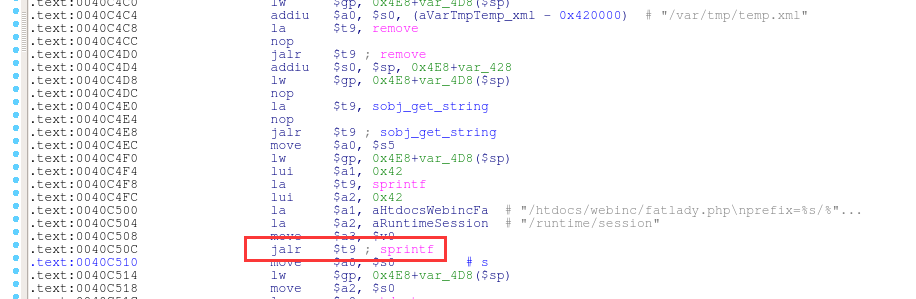 .text:0040C4C0 lw $gp, 0x4E8+var_4D8($sp)
.text:0040C4C4 addiu $a0, $s0, (aVarTmpTemp_xml - 0x420000) # "/var/tmp/temp.xml"
.text:0040C4C8 la $t9, remove
.text:0040C4CC nop
.text:0040C4D0 jalr $t9 ; remove
.text:0040C4D4 addiu $s0, $sp, 0x4E8+var_428
.text:0040C4D8 lw $gp, 0x4E8+var_4D8($sp)
.text:0040C4DC nop
.text:0040C4E0 la $t9, sobj_get_string
.text:0040C4E4 nop
.text:0040C4E8 jalr $t9 ; sobj_get_string
.text:0040C4EC move $a0, $s5
.text:0040C4F0 lw $gp, 0x4E8+var_4D8($sp)
.text:0040C4F4 lui $a1, 0x42
.text:0040C4F8 la $t9, sprintf
.text:0040C4FC lui $a2, 0x42
.text:0040C500 la $a1, aHtdocsWebincFa # "/htdocs/webinc/fatlady.php\nprefix=%s/%"...
.text:0040C504 la $a2, aRuntimeSession # "/runtime/session"
.text:0040C508 move $a3, $v0
.text:0040C50C jalr $t9 ; sprintf
.text:0040C510 move $a0, $s0 # s
.text:0040C514 lw $gp, 0x4E8+var_4D8($sp)
.text:0040C518 move $a2, $s0